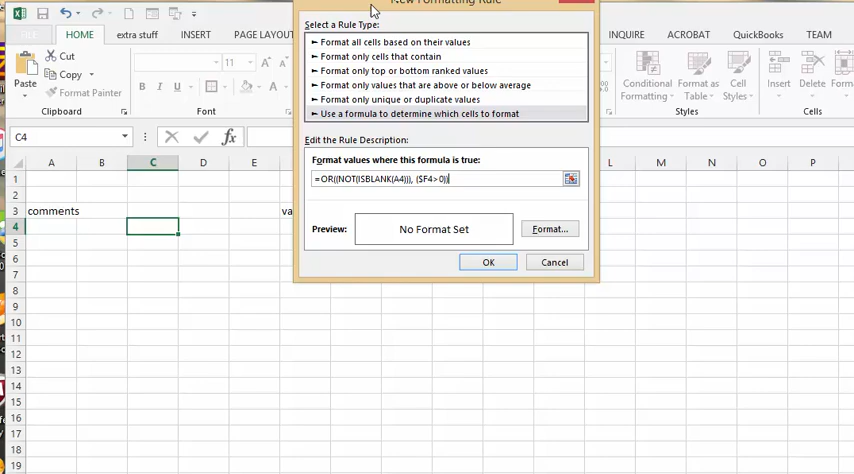 New Formatting Rule
HOME extra stuff INSERT PAGE LAYOU
INQUIRE ACROBAT QuickBooks TEAM
Select a Rule Type:
► Format all cells based on their values
► Format only cells that contain
► Format only top or bottom ranked values
► Format only values that are above or below average
► Format only unique or duplicate values
► Use a formula to determine which cells to format
Edit the Rule Description:
Format values where this formula is true:
=OR((NOT(ISBLANK(A4))), ($F4>0))
Preview:
No Format Set
Format...
OK
Cancel
Paste
Cut
Copy
Format Painter
Clipboard
11
B I U
Font
Conditional
Formatting
Format as
Table
Cell
Styles
Styles
Insert
Delete
Cells
C4
fx
A B C D E L M N O P
1
2
3 comments va
4
5
6
7
8
9
10
11
12
13
14
15
16
17
18
19